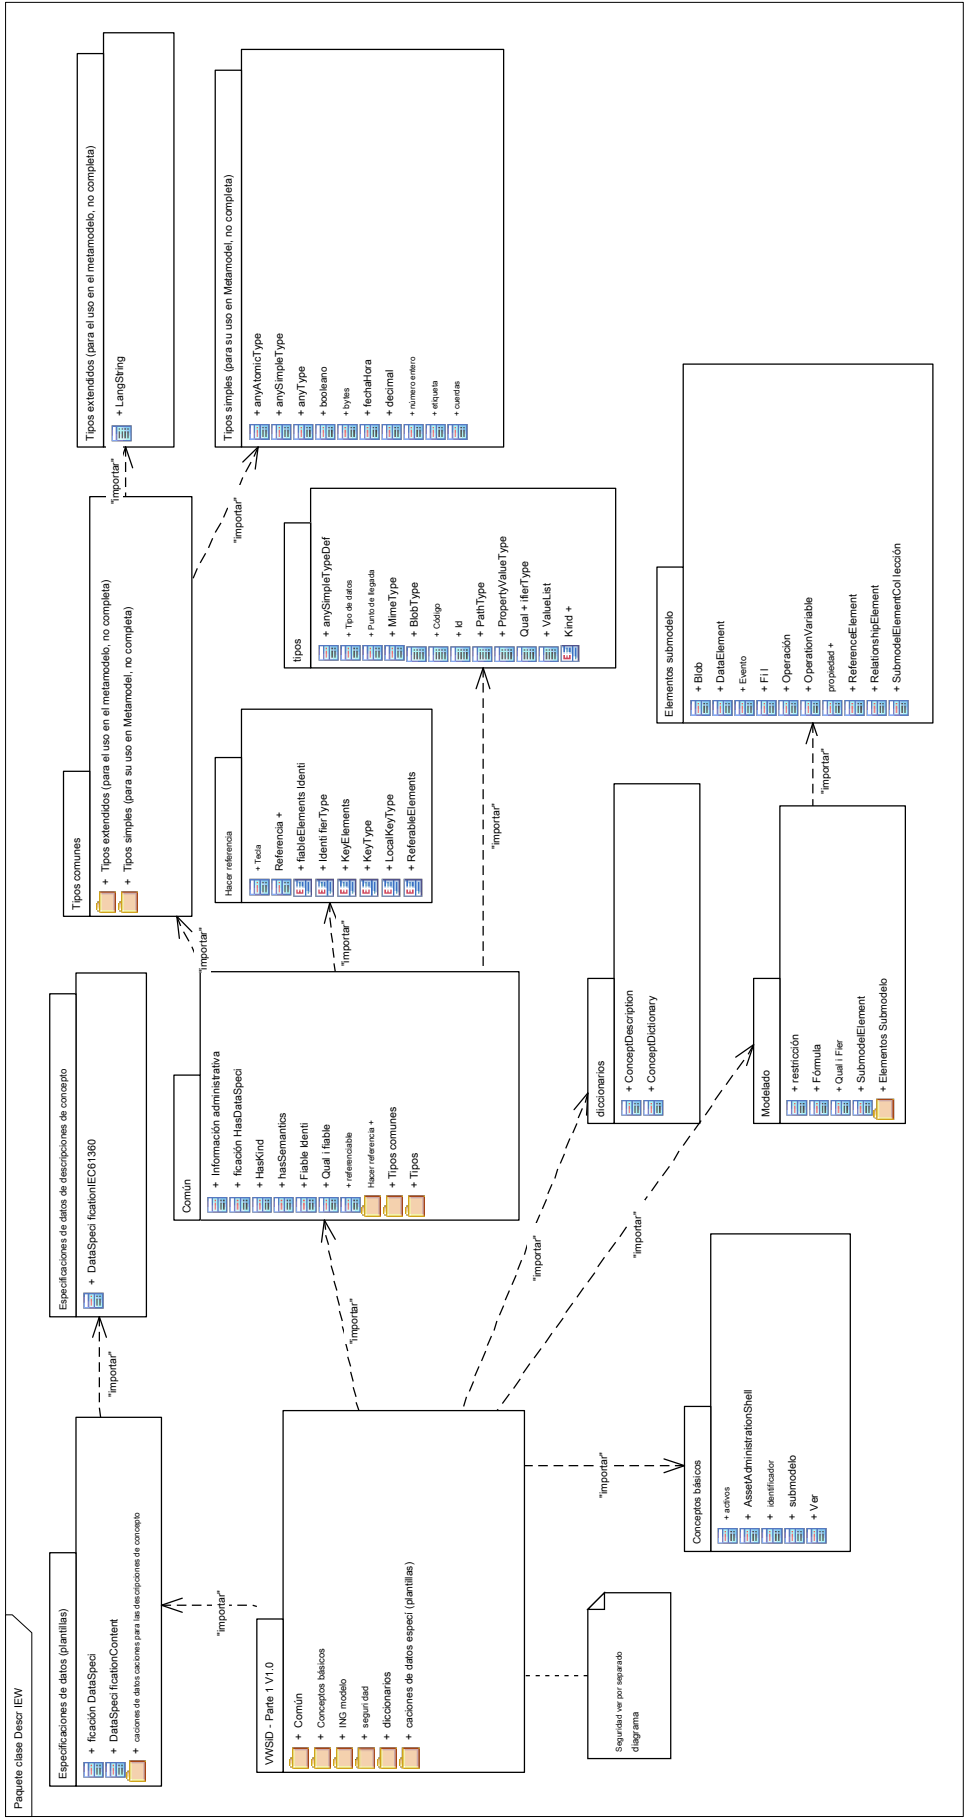 Paquete clase Descr IEW
Especificaciones de datos (plantillas)
+ ficación DataSpeci
+ DataSpeci ficationContent
+ caciones de datos caciones para las descripciones de concepto
"importar"
Especificaciones de datos de descripciones de concepto
+ DataSpeci ficationIEC61360
"importar"
VWSiD - Parte 1 V1.0
+ Común
+ Conceptos básicos
+ ING modelo
+ seguri dad
+ diccionarios
+ caciones de datos especi (plantillas)
Seguridad ver por separado
diagrama
"importar"
Común
+ Información administrativa
+ ficación HasDataSpeci
+ HasKind
+ hasSemantics
+ Fiable Identi
+ Qual i fiable
+ referenciable
Hacer referencia +
+ Tipos comunes
+ Tipos
"importar"
Tipos comunes
+ Tipos extendidos (para el uso en el metamodelo, no completa)
+ Tipos simples (para su uso en Metamodel, no completa)
"importar"
Tipos extendidos (para el uso en el metamodelo, no completa)
+ LangString
"importar"
Tipos simples (para su uso en Metamodel, no completa)
+ anyAtomicType
+ anySimpleType
+ anyType
+ booleano
+ bytes
+ fechaHora
+ decimal
+ número entero
+ etiqueta
+ cuerdas
"importar"
Hacer referencia
+ Tecla
Referencia +
+ fiableElements Identi
+ Identi fierType
+ KeyElements
+ KeyType
+ LocalKeyType
+ ReferableElements
"importar"
tipos
+ anySimpleTypeDef
+ Tipo de datos
+ Punto de llegada
+ MimeType
+ BlobType
+ Código
+ Id
+ PathType
+ PropertyValueType
Qual + ifierType
+ ValueList
Kind +
"importar"
diccionarios
+ ConceptDescription
+ ConceptDictionary
"importar"
Modelado
+ restricción
+ Fórmula
+ Qual i Fier
+ SubmodelElement
+ Elementos Submodelo
"importar"
Elementos submodelo
+ Blob
+ DataElement
+ Evento
+ Fi l
+ Operación
+ OperationVariable
propiedad +
+ ReferenceElement
+ RelationshipElement
+ SubmodelElementCol lección
"importar"
Conceptos básicos
+ activos
+ AssetAdministrationShell
+ identificador
+ submodelo
+ Ver